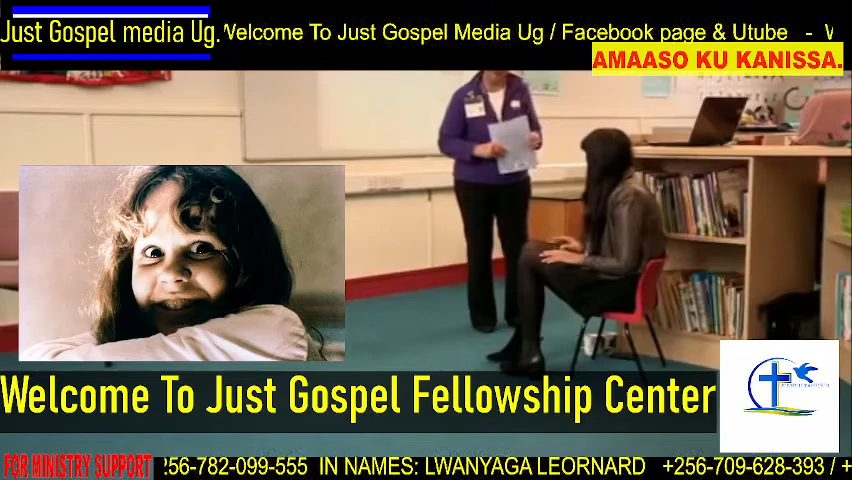 Just Gospel media Ug.
Welcome To Just Gospel Media Ug / Facebook page & Utube -
AMAASO KU KANISSA.
Welcome To Just Gospel Fellowship Center
FOR MINISTRY SUPPORT
256-782-099-555 IN NAMES: LWANYAGA LEORNARD +256-709-628-393 / +